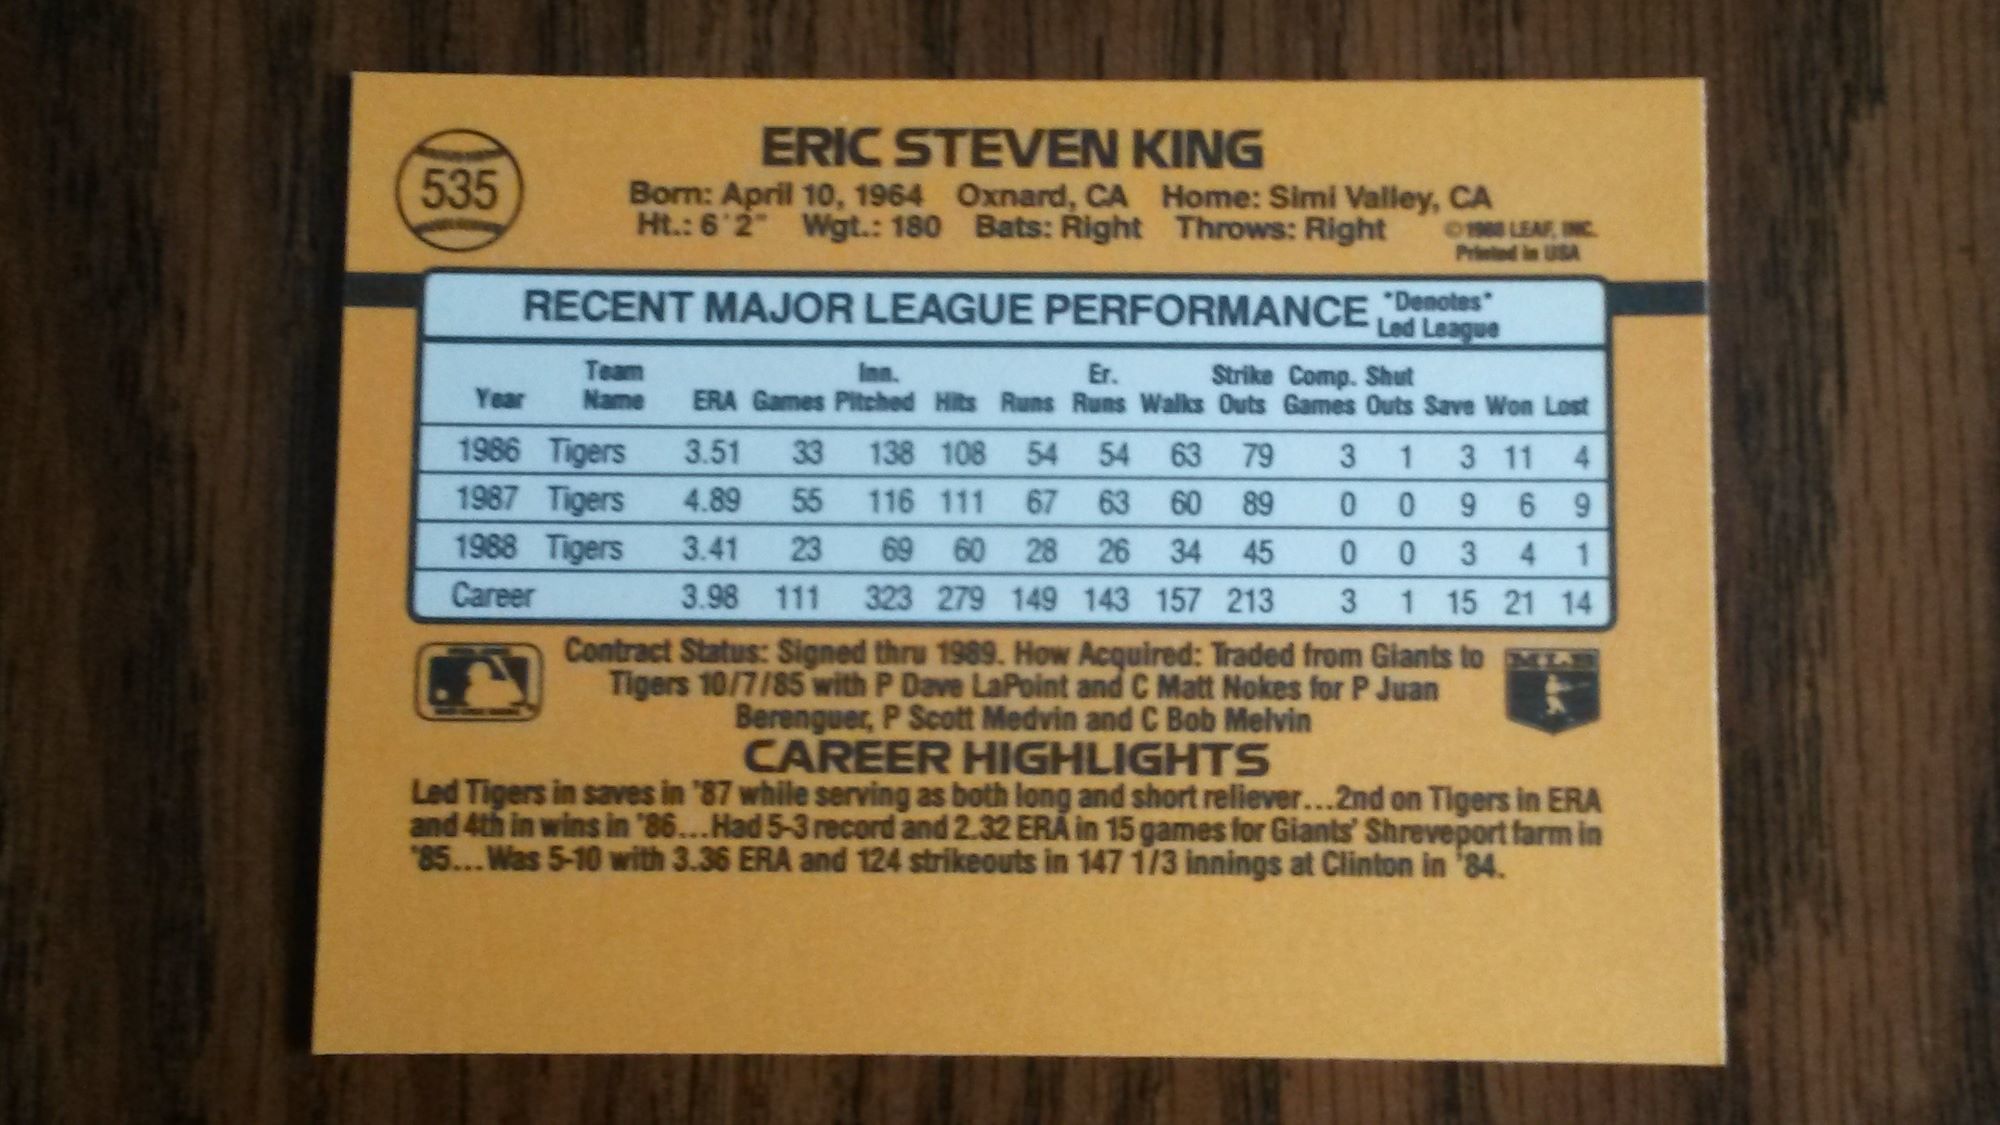 535
ERIC STEVEN KING
Born: April 10, 1964 Oxnard, CA Home: Simi Valley, CA
Ht.: 6'2" Wgt.: 180 Bats: Right Throws: Right
©1988 LEAF, INC.
Printed in USA
RECENT MAJOR LEAGUE PERFORMANCE *Denotes* Led League
Year Team Name ERA Games Inn. Pitched Hits Runs Er. Runs Walks Strike Outs Comp. Games Shut Outs Save Won Lost
1986 Tigers 3.51 33 138 108 54 54 63 79 3 1 3 11 4
1987 Tigers 4.89 55 116 111 67 63 60 89 0 0 9 6 9
1988 Tigers 3.41 23 69 60 28 26 34 45 0 0 3 4 1
Career 3.98 111 323 279 149 143 157 213 3 1 15 21 14
Contract Status: Signed thru 1989. How Acquired: Traded from Giants to
Tigers 10/7/85 with P Dave LaPoint and C Matt Nokes for P Juan
Berenguer, P Scott Medvin and C Bob Melvin
MLB
CAREER HIGHLIGHTS
Led Tigers in saves in '87 while serving as both long and short reliever...2nd on Tigers in ERA
and 4th in wins in '86...Had 5-3 record and 2.32 ERA in 15 games for Giants' Shreveport farm in
'85...Was 5-10 with 3.36 ERA and 124 strikeouts in 147 1/3 innings at Clinton in '84.